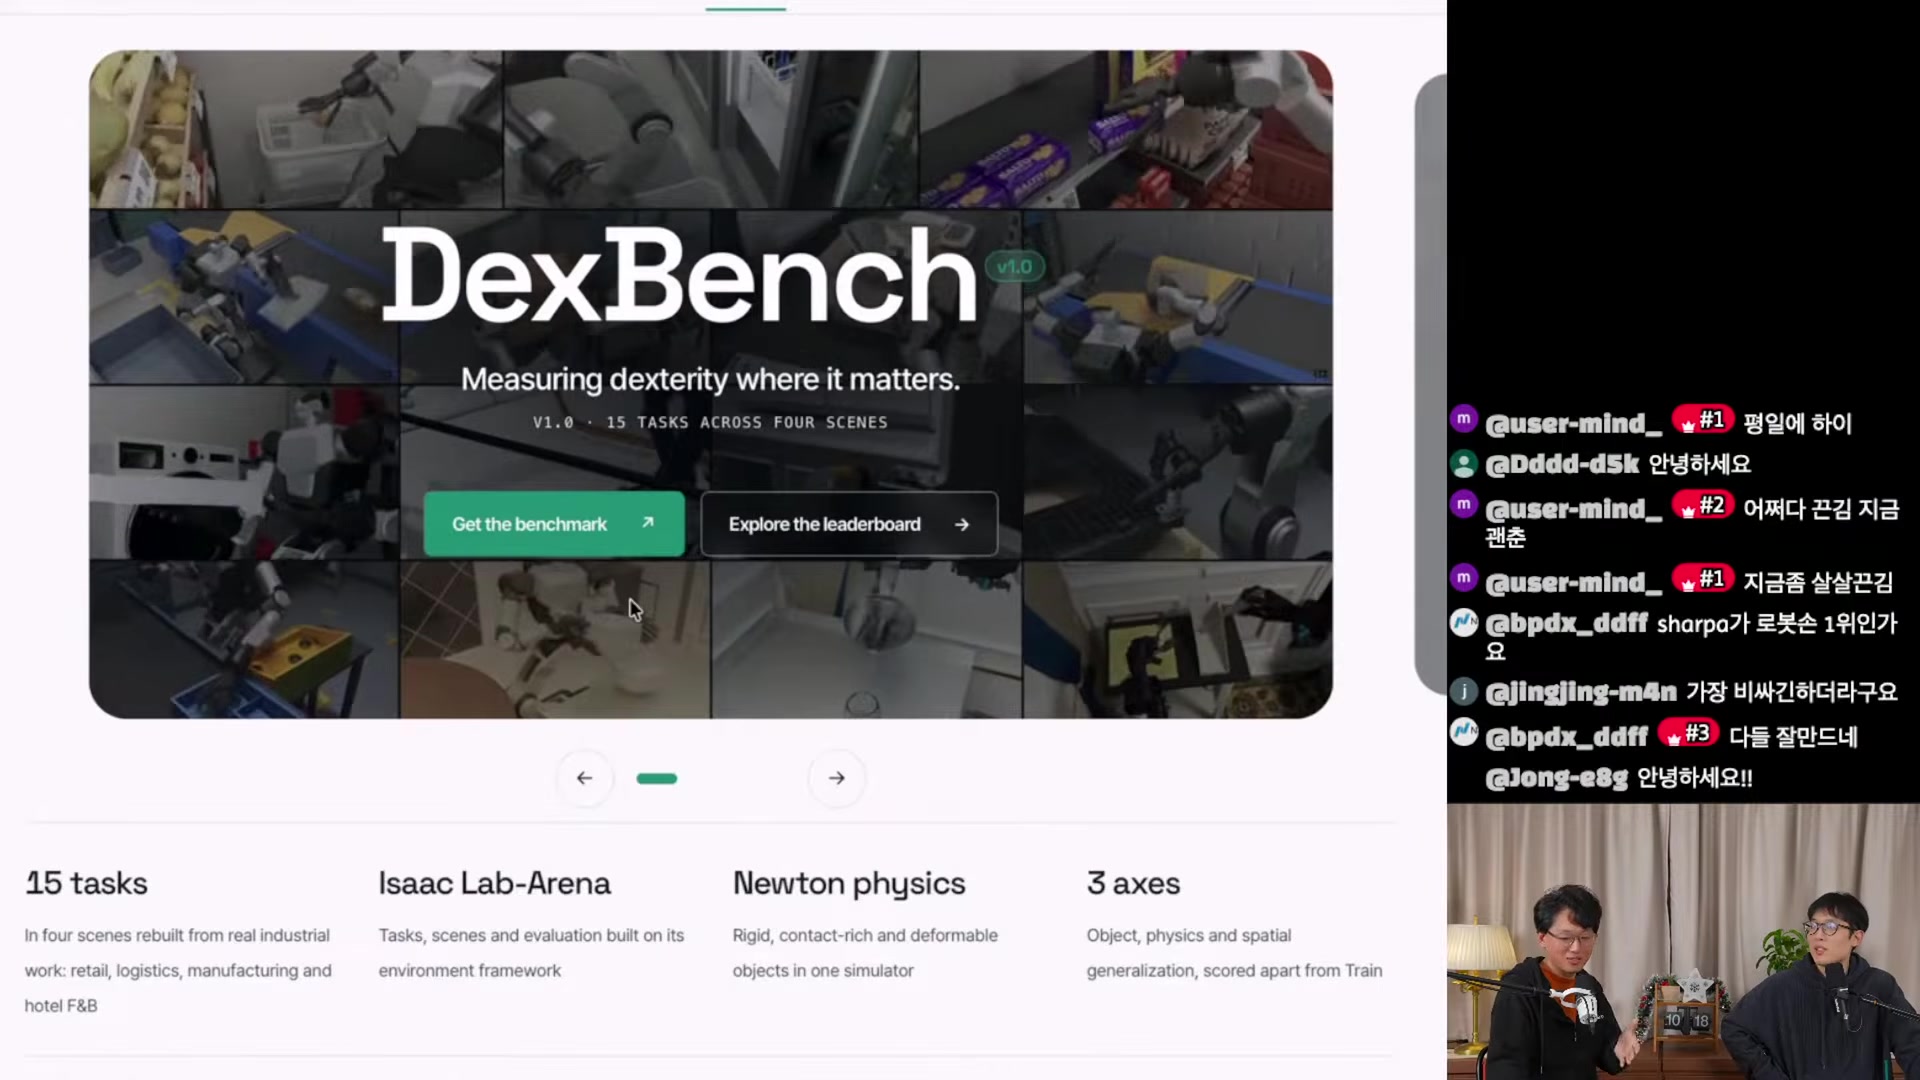 DexBench v1.0
Measuring dexterity where it matters.
V1.0 · 15 TASKS ACROSS FOUR SCENES
Get the benchmark ↗
Explore the leaderboard →
← →
15 tasks
In four scenes rebuilt from real industrial
work: retail, logistics, manufacturing and
hotel F&B
Isaac Lab-Arena
Tasks, scenes and evaluation built on its
environment framework
Newton physics
Rigid, contact-rich and deformable
objects in one simulator
3 axes
Object, physics and spatial
generalization, scored apart from Train
m @user-mind_ #1 평일에 하이
@Dddd-d5k 안녕하세요
m @user-mind_ #2 어쩌다 끈김 지금
괜춘
m @user-mind_ #1 지금좀 살살끈김
N @bpdx_ddff sharpa가 로봇손 1위인가
요
j @jingjing-m4n 가장 비싸긴하더라구요
N @bpdx_ddff #3 다들 잘만드네
@Jong-e8g 안녕하세요!!
10 18